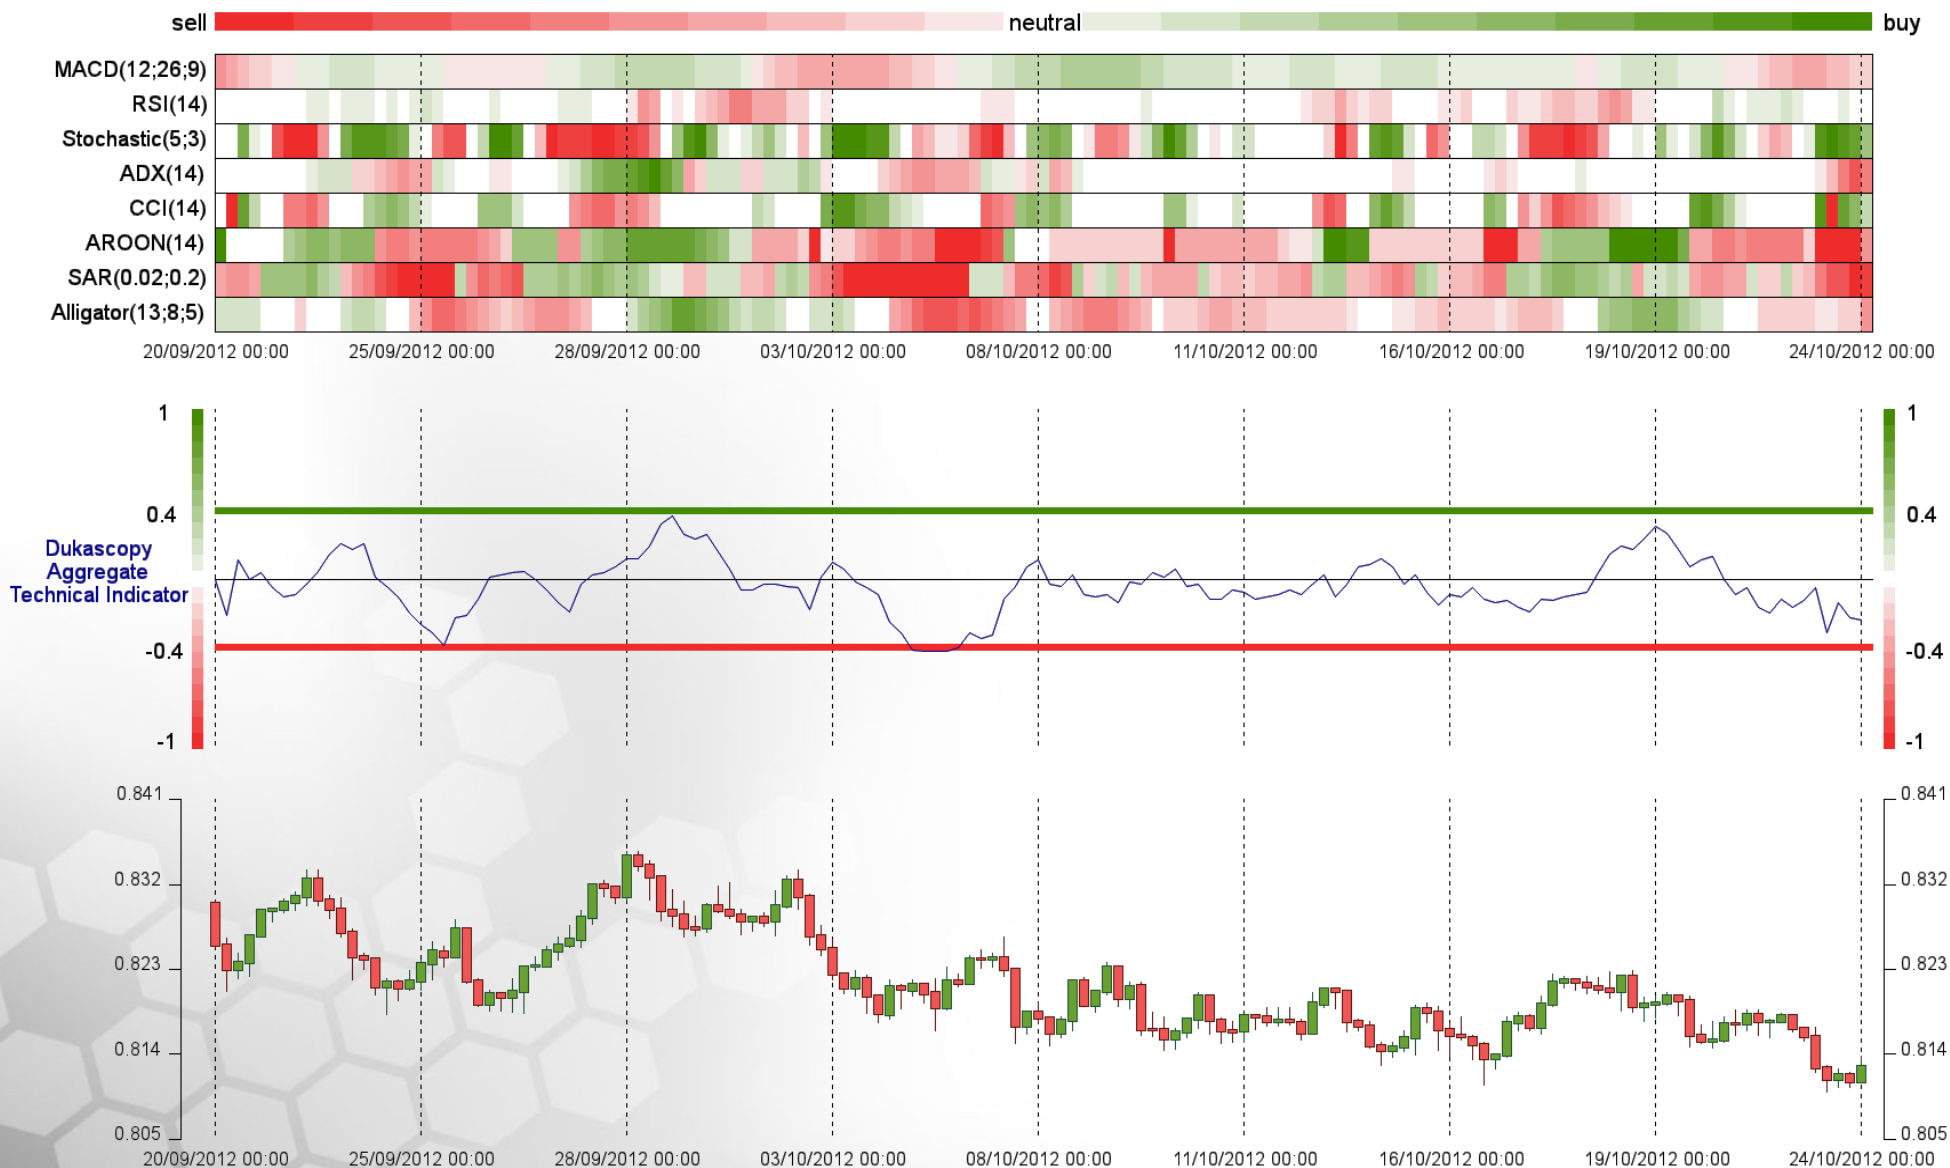 sell neutral buy
MACD(12;26;9)
RSI(14)
Stochastic(5;3)
ADX(14)
CCI(14)
AROON(14)
SAR(0.02;0.2)
Alligator(13;8;5)
20/09/2012 00:00 25/09/2012 00:00 28/09/2012 00:00 03/10/2012 00:00 08/10/2012 00:00 11/10/2012 00:00 16/10/2012 00:00 19/10/2012 00:00 24/10/2012 00:00
1 1
0.4 0.4
Dukascopy
Aggregate
Technical Indicator
-0.4 -0.4
-1 -1
0.841 0.841
0.832 0.832
0.823 0.823
0.814 0.814
0.805 0.805
20/09/2012 00:00 25/09/2012 00:00 28/09/2012 00:00 03/10/2012 00:00 08/10/2012 00:00 11/10/2012 00:00 16/10/2012 00:00 19/10/2012 00:00 24/10/2012 00:00